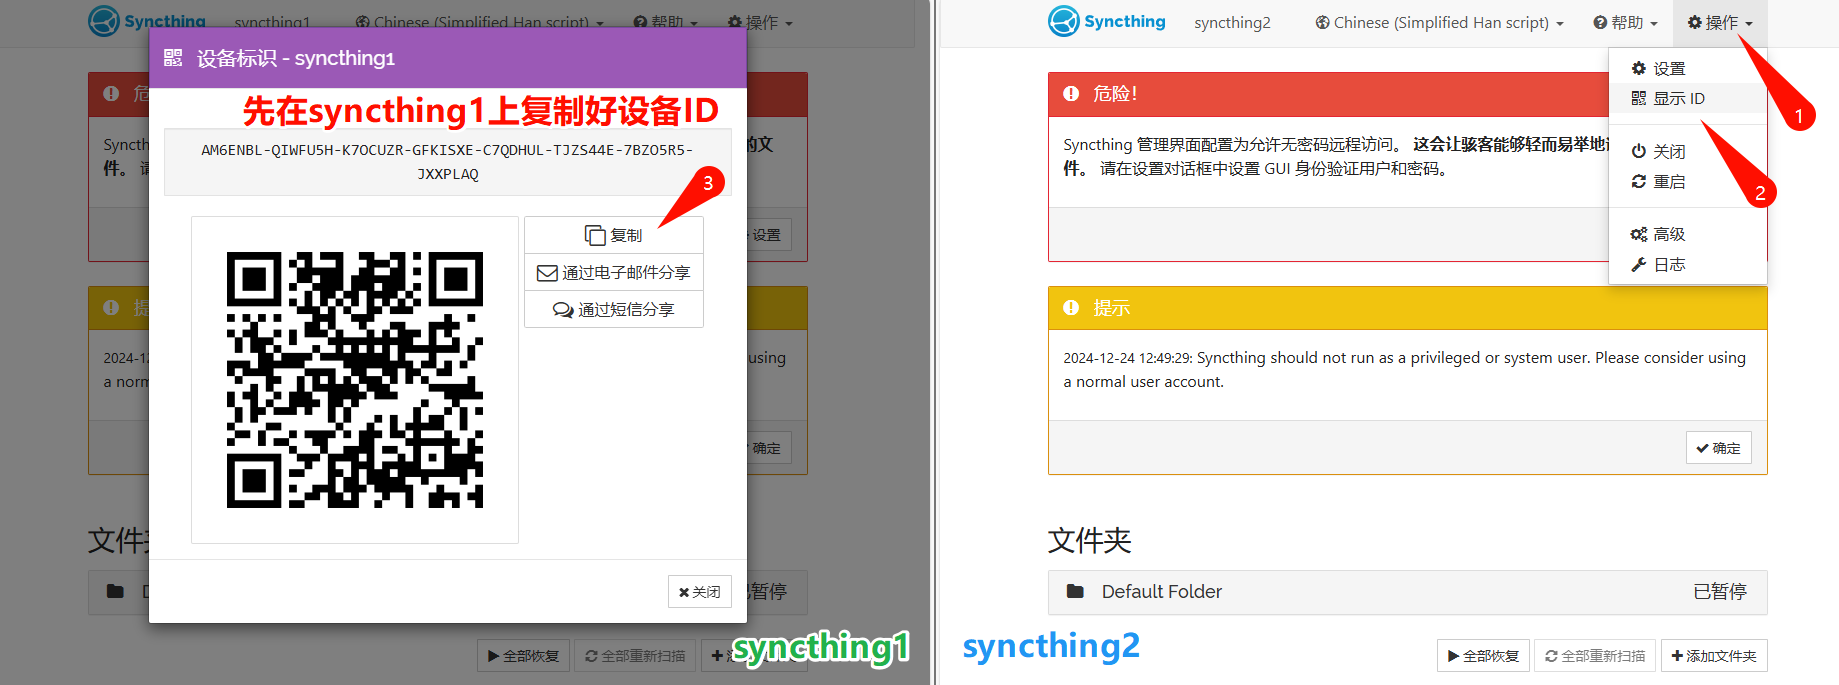 Syncthing
syncthing1
Chinese (Simplified Han script)
帮助
操作
设备标识 - syncthing1
先在syncthing1上复制好设备ID
AM6ENBL-QIWFU5H-K7OCUZR-GFKISXE-C7QDHUL-TJZS44E-7BZO5R5-
JXXPLAQ
3
复制
通过电子邮件分享
通过短信分享
关闭
危
Syncth
的文
件。 请
设置
提
2024-12
using
a norm
确定
文件夹
已暂停
全部恢复
全部重新扫描
syncthing1
Syncthing
syncthing2
Chinese (Simplified Han script)
帮助
操作
设置
显示 ID
关闭
重启
高级
日志
1
2
危险!
Syncthing 管理界面配置为允许无密码远程访问。 这会让骇客能够轻而易举地
件。 请在设置对话框中设置 GUI 身份验证用户和密码。
提示
2024-12-24 12:49:29: Syncthing should not run as a privileged or system user. Please consider using
a normal user account.
确定
文件夹
Default Folder
已暂停
syncthing2
全部恢复
全部重新扫描
添加文件夹